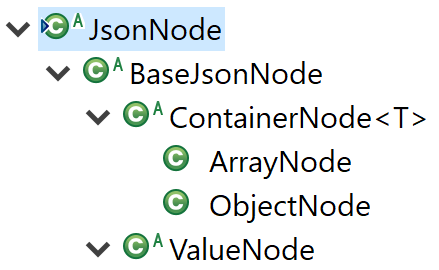 JsonNode
BaseJsonNode
ContainerNode<T>
ArrayNode
ObjectNode
ValueNode